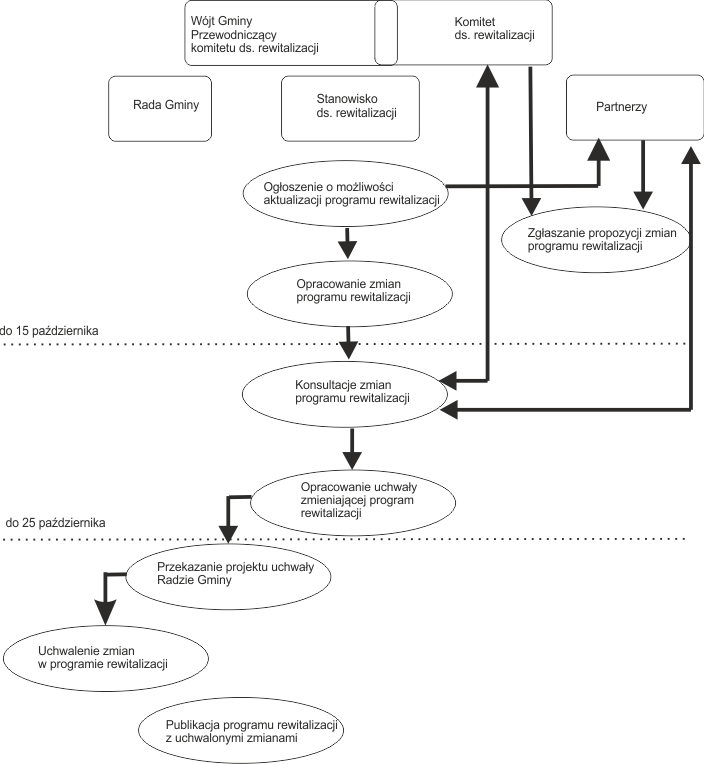 Wójt Gminy
Przewodniczący
komitetu ds. rewitalizacji
Komitet
ds. rewitalizacji
Rada Gminy
Stanowisko
ds. rewitalizacji
Partnerzy
Ogłoszenie o możliwości
aktualizacji programu rewitalizacji
Zgłaszanie propozycji zmian
programu rewitalizacji
Opracowanie zmian
programu rewitalizacji
do 15 października
Konsultacje zmian
programu rewitalizacji
Opracowanie uchwały
zmieniającej program
rewitalizacji
do 25 października
Przekazanie projektu uchwały
Radzie Gminy
Uchwalenie zmian
w programie rewitalizacji
Publikacja programu rewitalizacji
z uchwalonymi zmianami